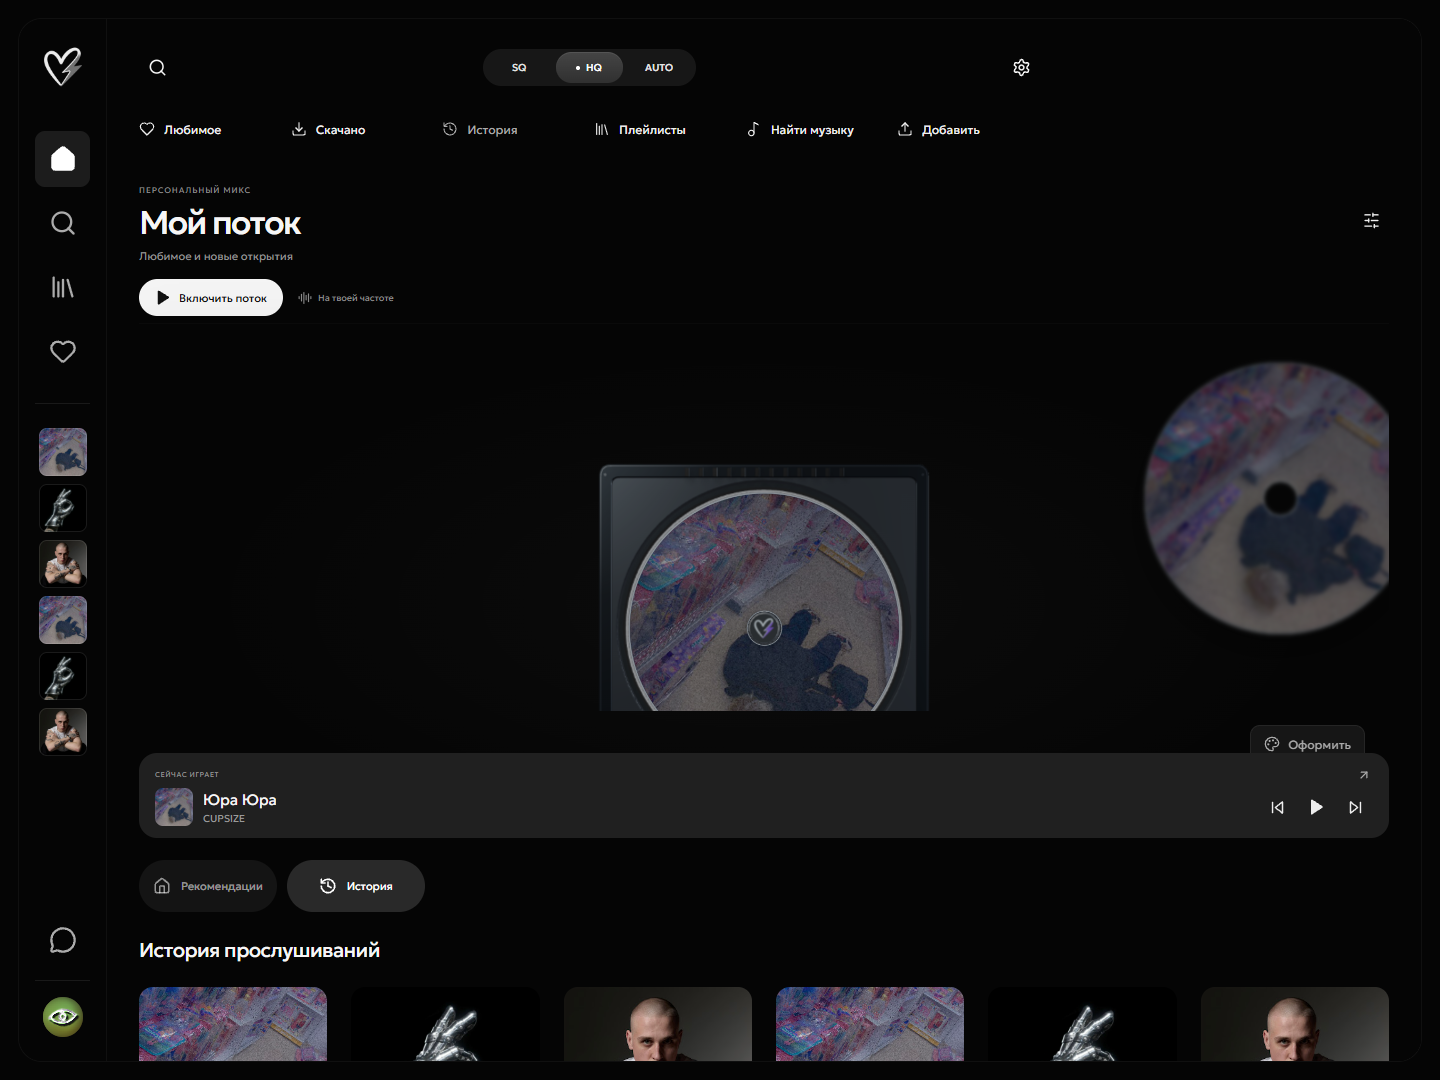 SQ
HQ
AUTO
Любимое
Скачано
История
Плейлисты
Найти музыку
Добавить
ПЕРСОНАЛЬНЫЙ МИКС
Мой поток
Любимое и новые открытия
Включить поток
На твоей частоте
Оформить
СЕЙЧАС ИГРАЕТ
Юра Юра
CUPSIZE
Рекомендации
История
История прослушиваний